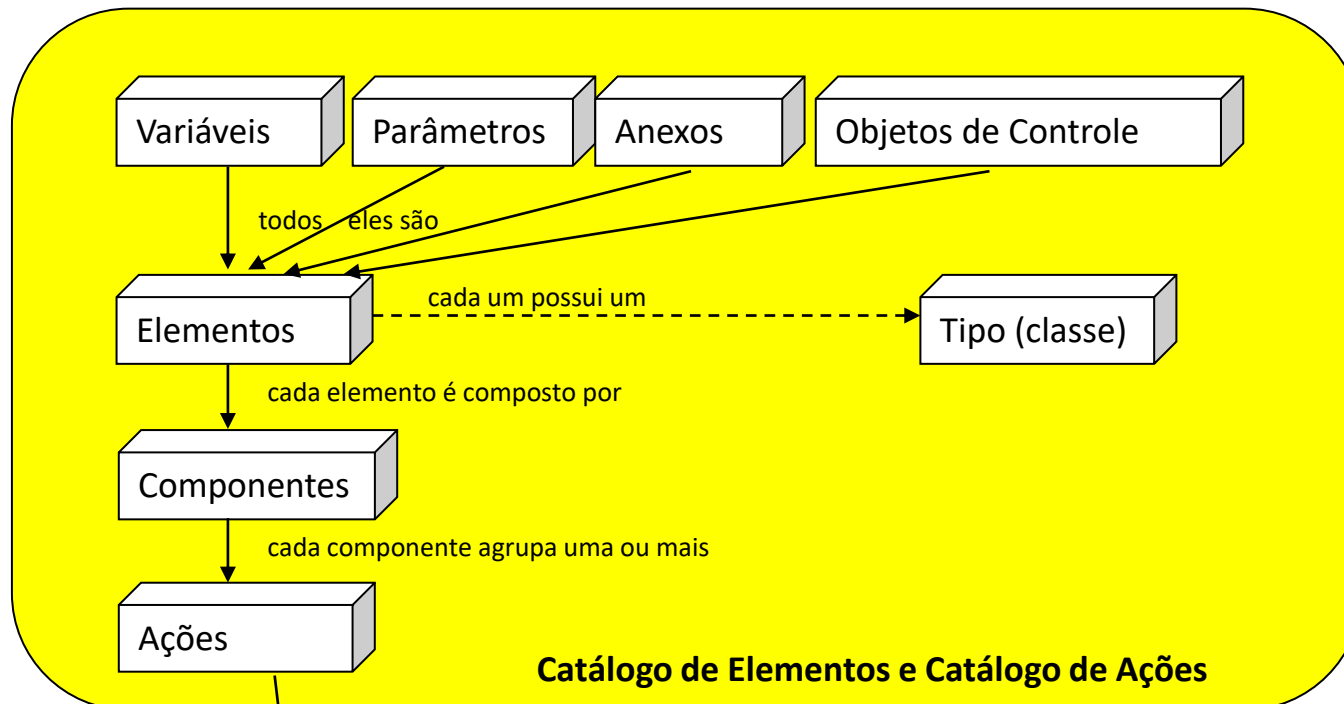 Variáveis
Parâmetros
Anexos
Objetos de Controle
todos eles são
Elementos
cada um possui um
Tipo (classe)
cada elemento é composto por
Componentes
cada componente agrupa uma ou mais
Ações
Catálogo de Elementos e Catálogo de Ações